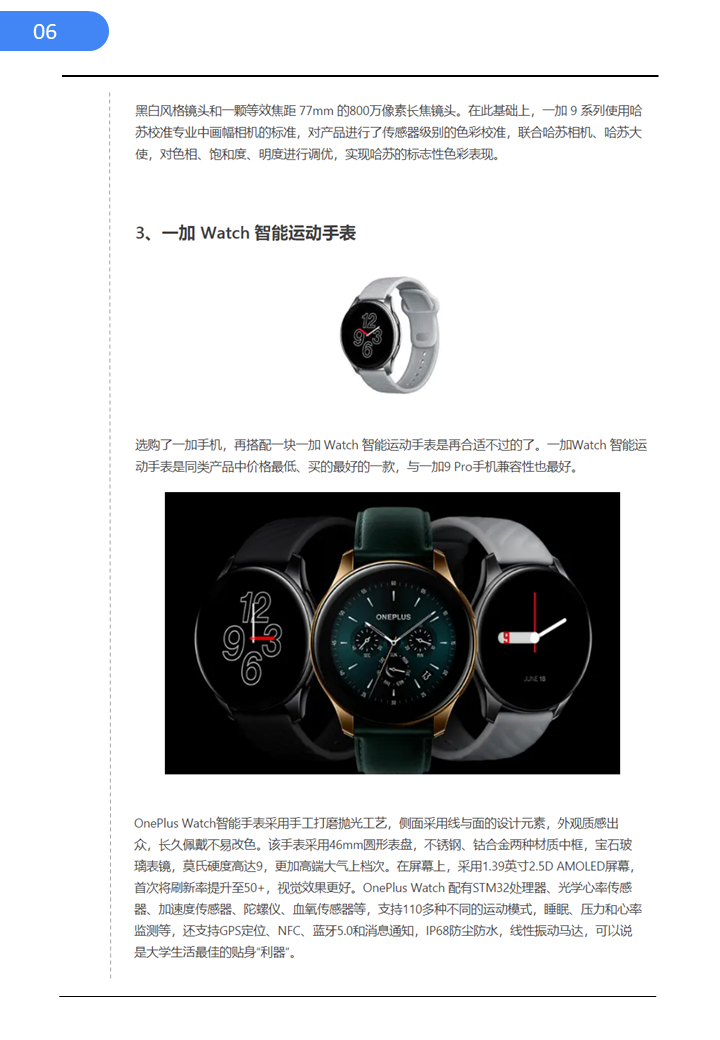 06
黑白风格镜头和一颗等效焦距 77mm 的800万像素长焦镜头。在此基础上，一加 9 系列使用哈
苏校准专业中画幅相机的标准，对产品进行了传感器级别的色彩校准，联合哈苏相机、哈苏大
使，对色相、饱和度、明度进行调优，实现哈苏的标志性色彩表现。
3、一加 Watch 智能运动手表
12
9 3
6
选购了一加手机，再搭配一块一加 Watch 智能运动手表是再合适不过的了。一加Watch 智能运
动手表是同类产品中价格最低、买的最好的一款，与一加9 Pro手机兼容性也最好。
12
9 3
6
ONEPLUS
9
JUNE 18
OnePlus Watch智能手表采用手工打磨抛光工艺，侧面采用线与面的设计元素，外观质感出
众，长久佩戴不易改色。该手表采用46mm圆形表盘，不锈钢、钴合金两种材质中框，宝石玻
璃表镜，莫氏硬度高达9，更加高端大气上档次。在屏幕上，采用1.39英寸2.5D AMOLED屏幕，
首次将刷新率提升至50+，视觉效果更好。OnePlus Watch 配有STM32处理器、光学心率传感
器、加速度传感器、陀螺仪、血氧传感器等，支持110多种不同的运动模式，睡眠、压力和心率
监测等，还支持GPS定位、NFC、蓝牙5.0和消息通知，IP68防尘防水，线性振动马达，可以说
是大学生活最佳的贴身“利器”。